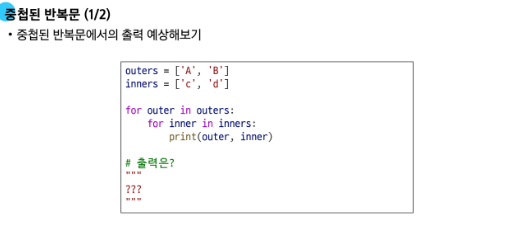 중첩된 반복문 (1/2)
• 중첩된 반복문에서의 출력 예상해보기
outers = ['A', 'B']
inners = ['c', 'd']
for outer in outers:
    for inner in inners:
        print(outer, inner)
# 출력은?
"""
???
"""